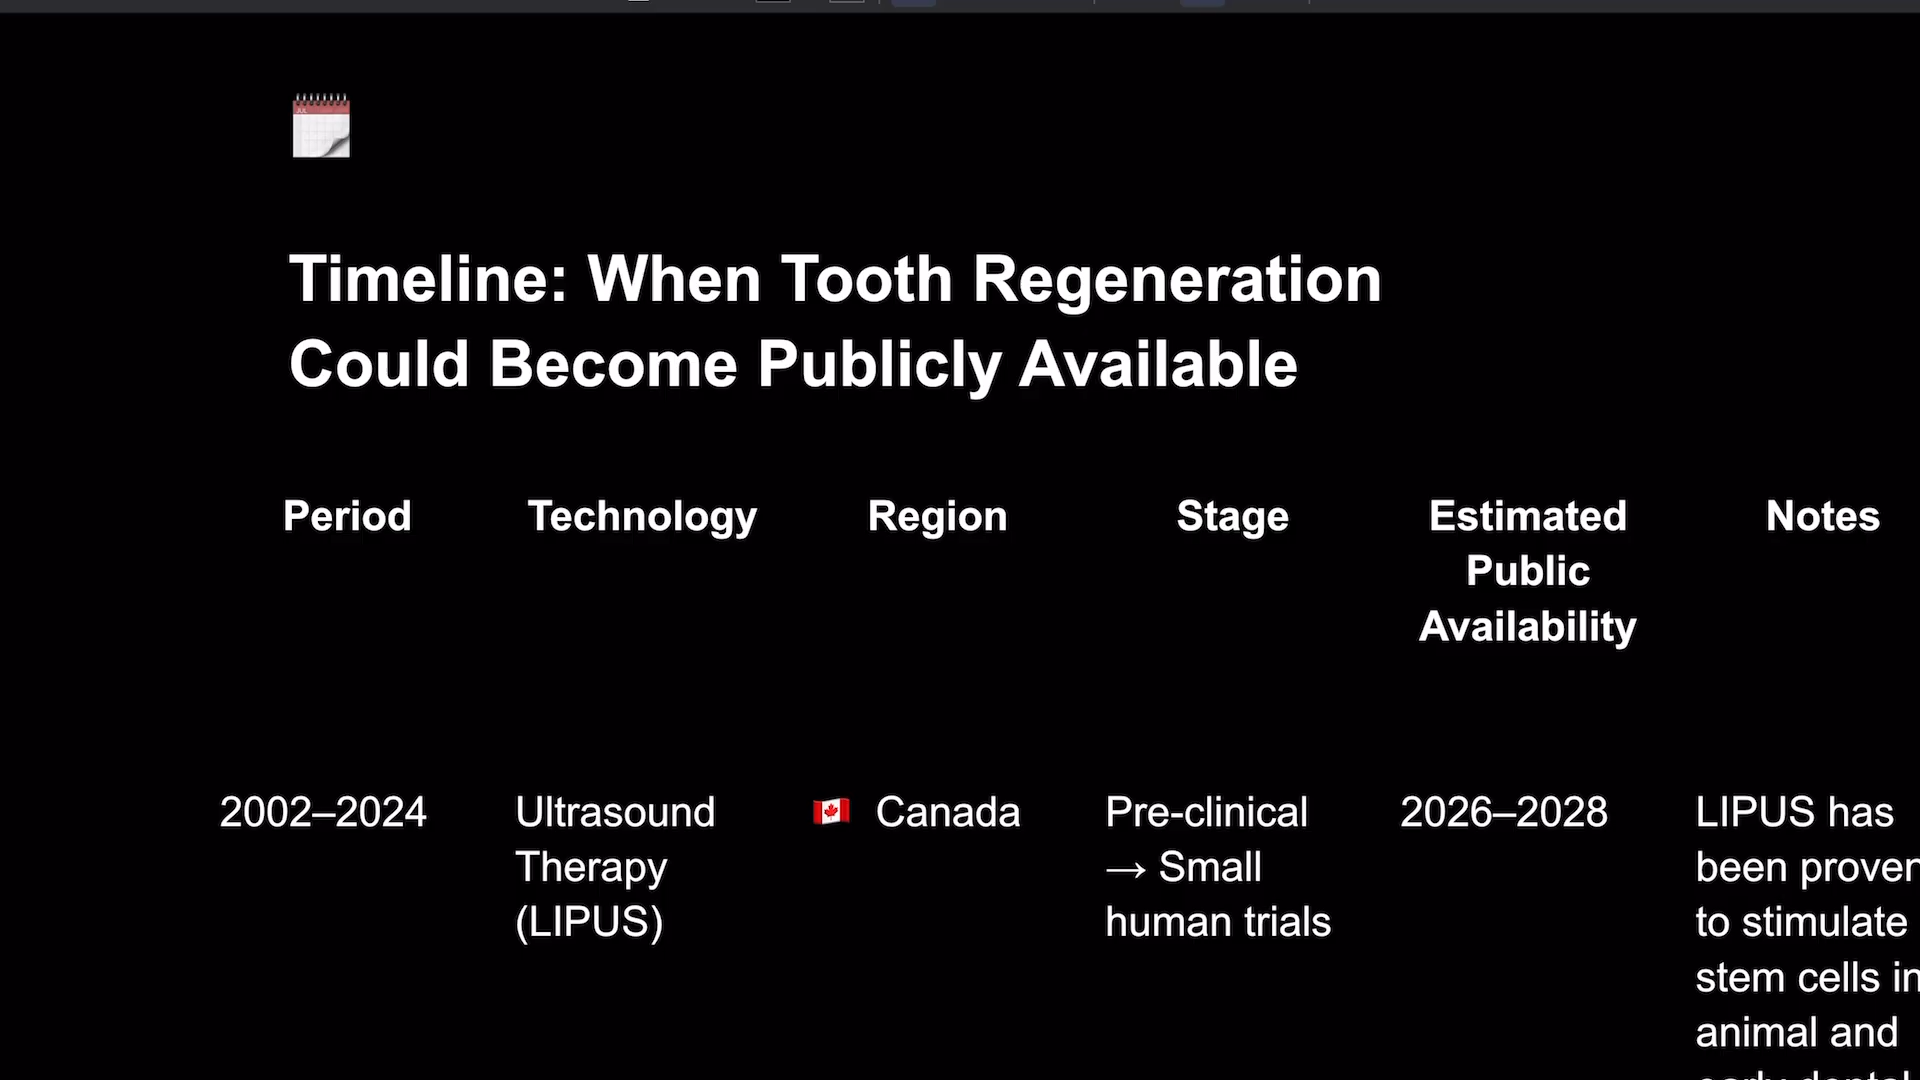 Timeline: When Tooth Regeneration
Could Become Publicly Available
Period Technology Region Stage Estimated Public Availability Notes
2002–2024
Ultrasound
Therapy
(LIPUS)
🇨🇦 Canada
Pre-clinical
→ Small
human trials
2026–2028
LIPUS has
been proven
to stimulate
stem cells in
animal and